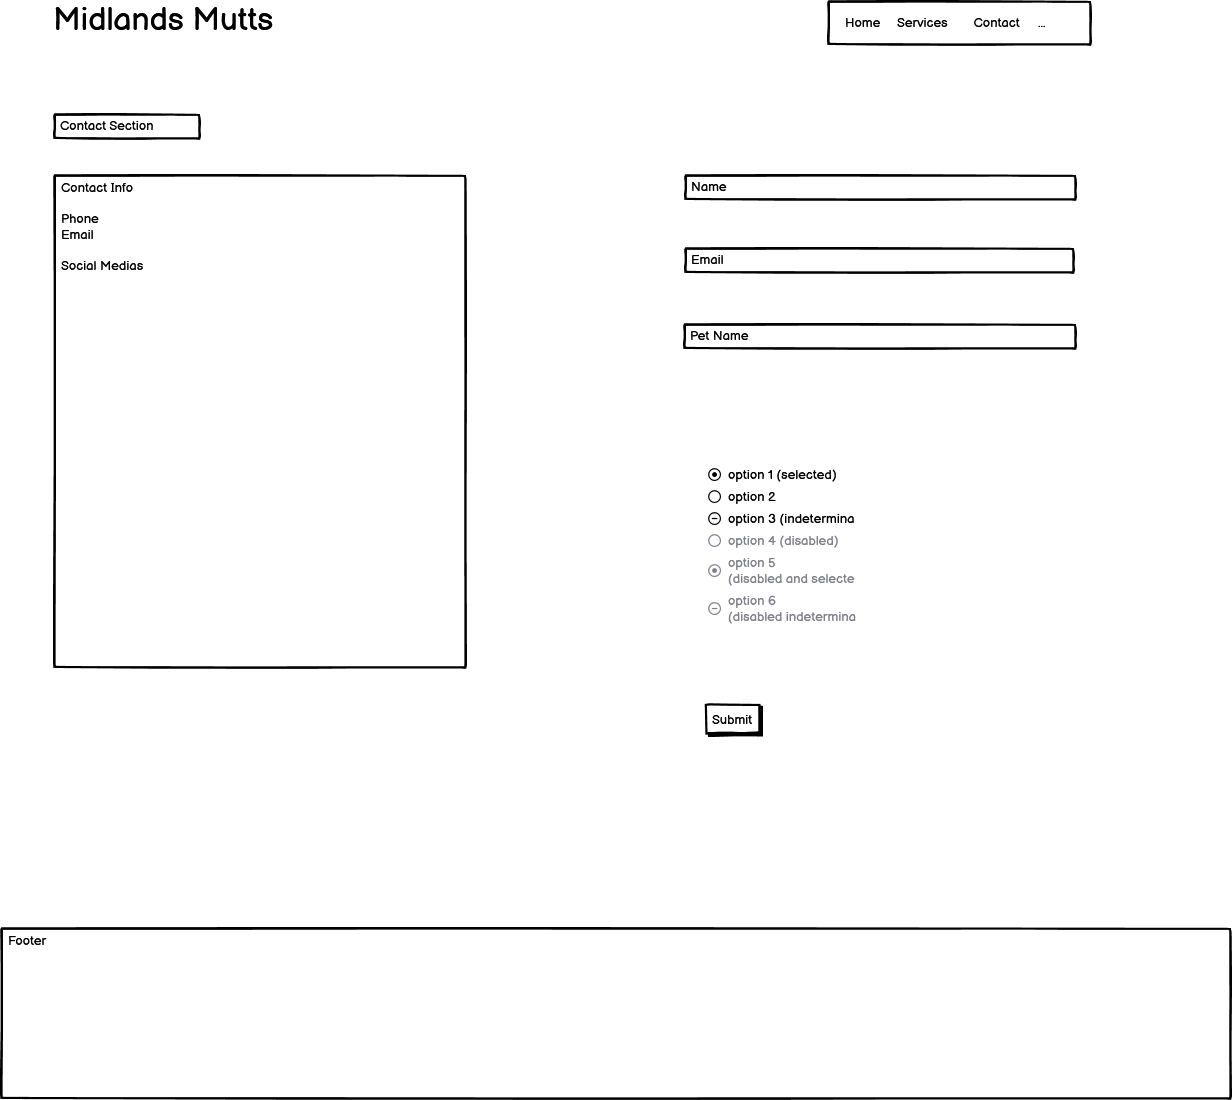 Midlands Mutts
Home Services Contact ...
Contact Section
Contact Info
Phone
Email
Social Medias
Name
Email
Pet Name
option 1 (selected)
option 2
option 3 (indetermina
option 4 (disabled)
option 5
(disabled and selecte
option 6
(disabled indetermina
Submit
Footer